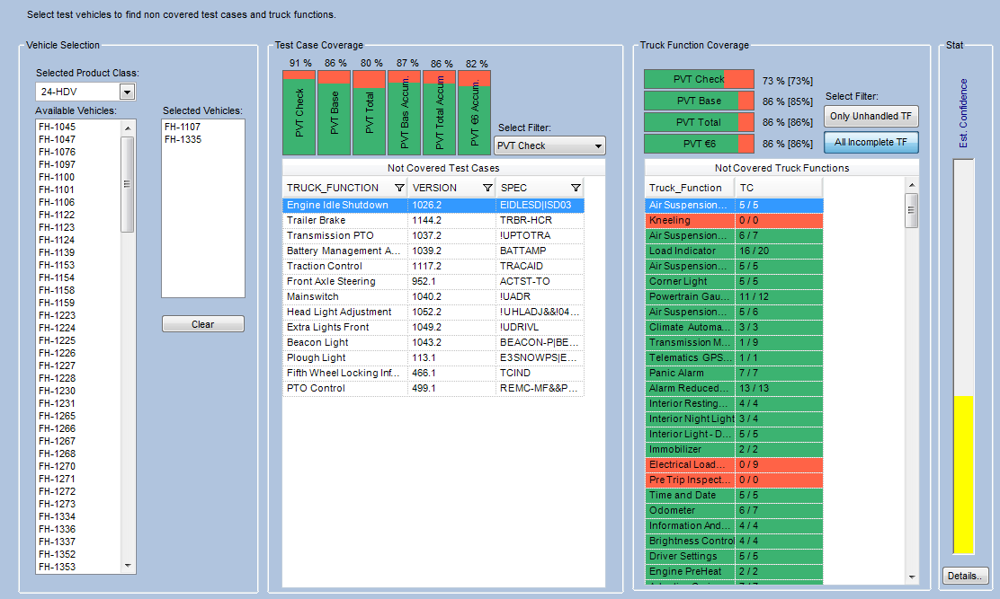 Select test vehicles to find non covered test cases and truck functions.
Vehicle Selection
Selected Product Class:
24-HDV
Available Vehicles:
FH-1045
FH-1047
FH-1076
FH-1097
FH-1100
FH-1101
FH-1106
FH-1122
FH-1123
FH-1124
FH-1139
FH-1153
FH-1154
FH-1158
FH-1159
FH-1223
FH-1224
FH-1225
FH-1226
FH-1227
FH-1228
FH-1230
FH-1231
FH-1265
FH-1266
FH-1267
FH-1268
FH-1270
FH-1271
FH-1272
FH-1273
FH-1334
FH-1336
FH-1337
FH-1352
FH-1353
Selected Vehicles:
FH-1107
FH-1335
Clear
Test Case Coverage
91 % 86 % 80 % 87 % 86 % 82 %
PVT Check
PVT Base
PVT Total
PVT Bas Accum.
PVT Total Accum
PVT €6 Accum.
Select Filter:
PVT Check
Not Covered Test Cases
TRUCK_FUNCTION VERSION SPEC
Engine Idle Shutdown 1026.2 EIDLESD|ISD03
Trailer Brake 1144.2 TRBR-HCR
Transmission PTO 1037.2 !UPTOTRA
Battery Management A... 1039.2 BATTAMP
Traction Control 1117.2 TRACAID
Front Axle Steering 952.1 ACTST-TO
Mainswitch 1040.2 !UADR
Head Light Adjustment 1052.2 !UHLADJ&&!04...
Extra Lights Front 1049.2 !UDRIVL
Beacon Light 1043.2 BEACON-P|BE...
Plough Light 113.1 E3SNOWPS|E...
Fifth Wheel Locking Inf... 466.1 TCIND
PTO Control 499.1 REMC-MF&&P...
Truck Function Coverage
PVT Check 73 % [73%]
PVT Base 86 % [85%]
PVT Total 86 % [86%]
PVT €6 86 % [86%]
Select Filter:
Only Unhandled TF
All Incomplete TF
Not Covered Truck Functions
Truck_Function TC
Air Suspension... 5 / 5
Kneeling 0 / 0
Air Suspension... 6 / 7
Load Indicator 16 / 20
Air Suspension... 5 / 5
Corner Light 5 / 5
Powertrain Gau... 11 / 12
Air Suspension... 5 / 6
Climate Automa... 3 / 3
Transmission M... 1 / 9
Telematics GPS... 1 / 1
Panic Alarm 7 / 7
Alarm Reduced... 13 / 13
Interior Resting... 4 / 4
Interior Night Light 3 / 4
Interior Light - D... 5 / 5
Immobilizer 2 / 2
Electrical Load... 0 / 9
Pre Trip Inspect... 0 / 0
Time and Date 5 / 5
Odometer 6 / 7
Information And... 4 / 4
Brightness Control 4 / 4
Driver Settings 5 / 5
Engine PreHeat 2 / 2
Stat
Est. Confidence
Details..